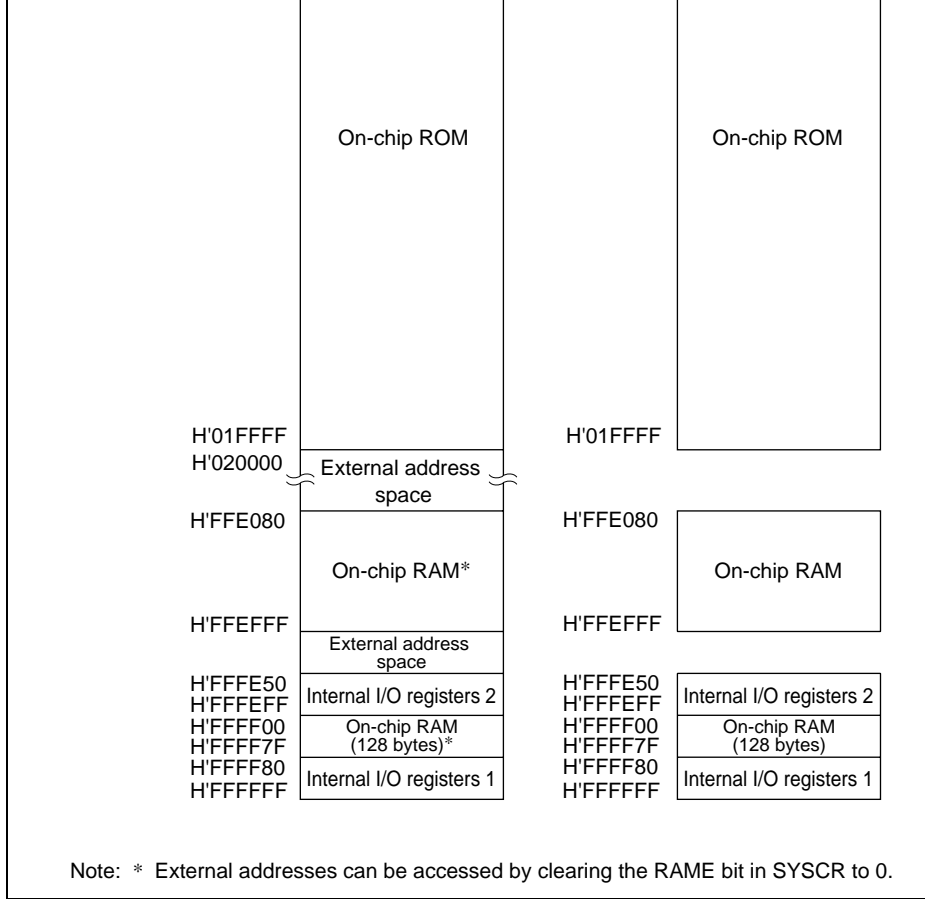 On-chip ROM
On-chip ROM
H'01FFFF
H'01FFFF
H'020000
External address
space
H'FFE080
H'FFE080
On-chip RAM*
On-chip RAM
H'FFEFFF
H'FFEFFF
External address
space
H'FFFE50
H'FFFE50
Internal I/O registers 2
Internal I/O registers 2
H'FFFEFF
H'FFFEFF
H'FFFF00
H'FFFF00
On-chip RAM
(128 bytes)*
On-chip RAM
(128 bytes)
H'FFFF7F
H'FFFF7F
H'FFFF80
H'FFFF80
Internal I/O registers 1
Internal I/O registers 1
H'FFFFFF
H'FFFFFF
Note: * External addresses can be accessed by clearing the RAME bit in SYSCR to 0.